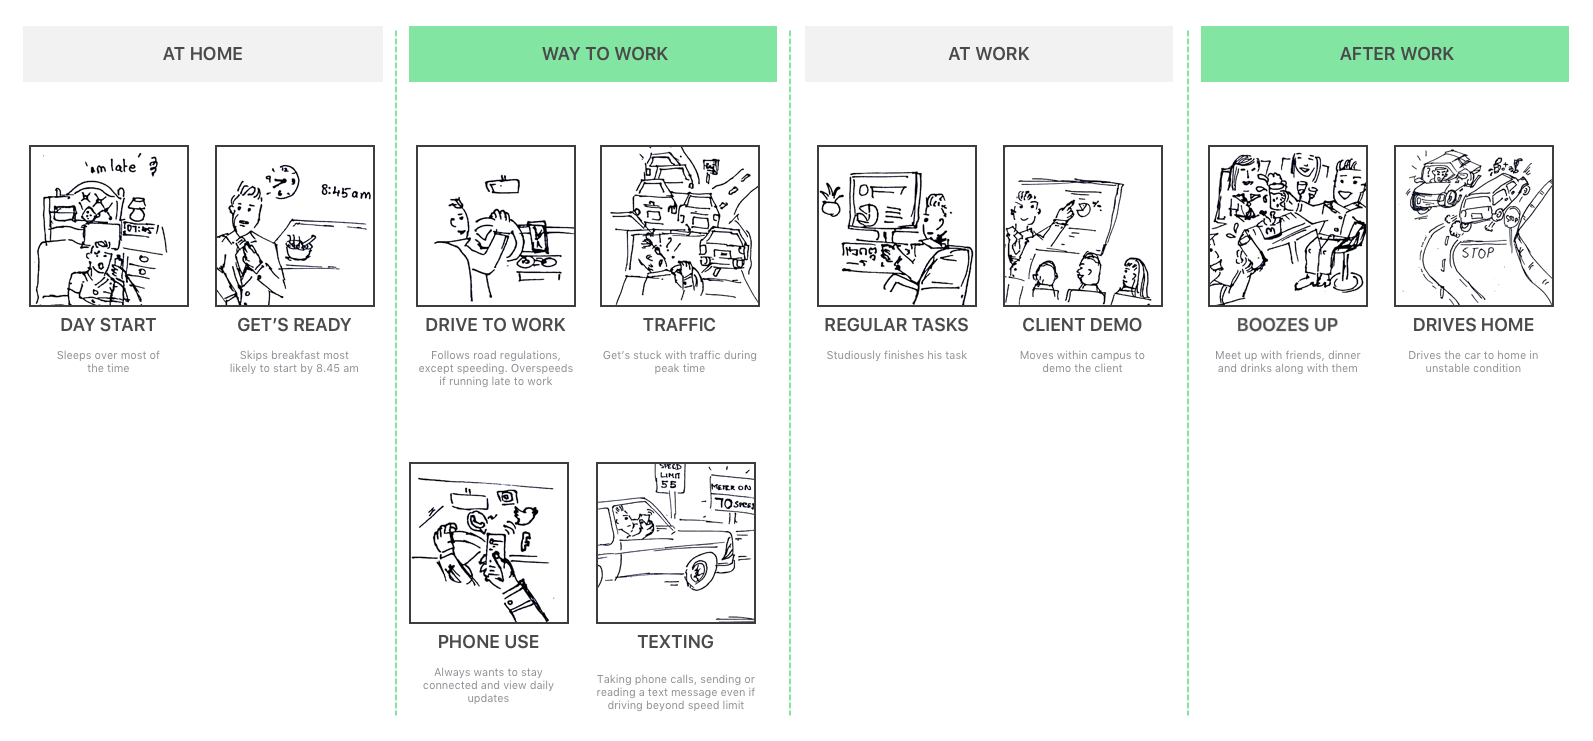 AT HOME
WAY TO WORK
AT WORK
AFTER WORK
'm late'
07:45
DAY START
Sleeps over most of
the time
12
9
8:45am
GET'S READY
Skips breakfast most
likely to start by 8.45 am
DRIVE TO WORK
Follows road regulations,
except speeding. Overspeeds
if running late to work
TRAFFIC
Get's stuck with traffic during
peak time
REGULAR TASKS
Studiously finishes his task
%
CLIENT DEMO
Moves within campus to
demo the client
BOOZES UP
Meet up with friends, dinner
and drinks along with them
STOP
STOP
DRIVES HOME
Drives the car to home in
unstable condition
PHONE USE
Always wants to stay
connected and view daily
updates
SPEED
LIMIT
55
METER ON
70 SPEED
TEXTING
Taking phone calls, sending or
reading a text message even if
driving beyond speed limit